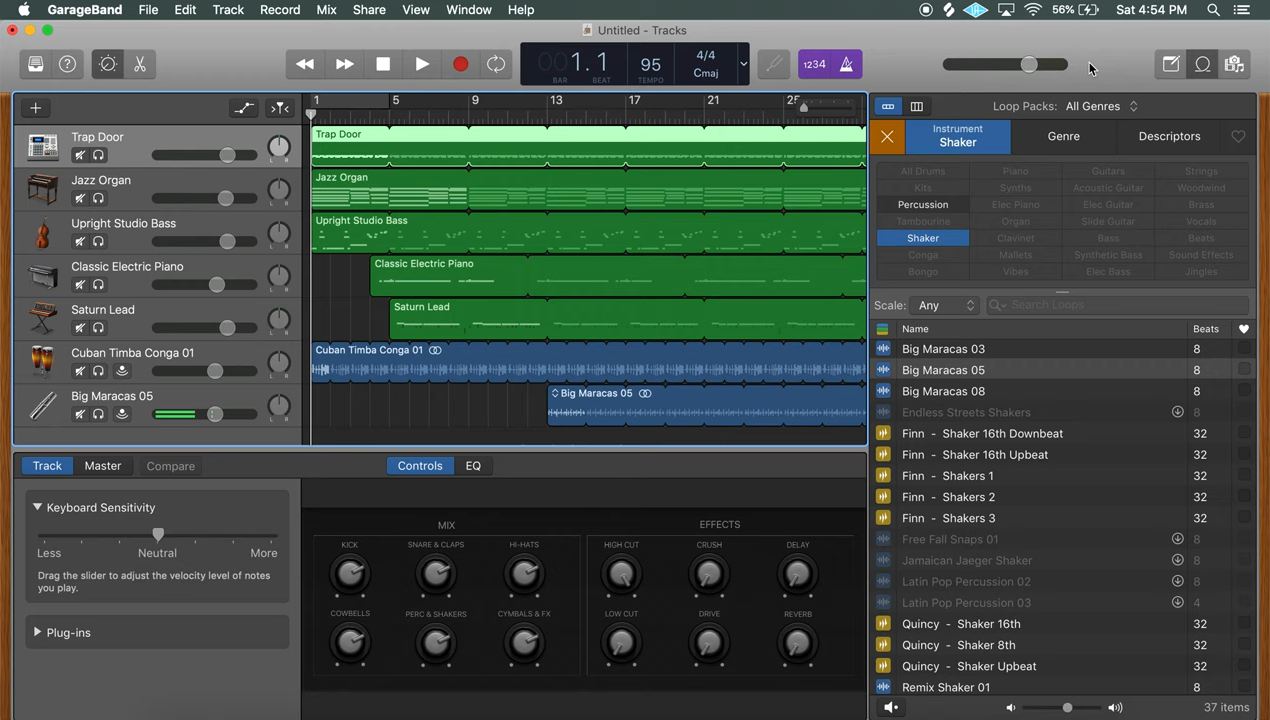 GarageBand File Edit Track Record Mix Share View Window Help 56% Sat 4:54 PM
Untitled - Tracks
001.1 95 4/4
BAR BEAT TEMPO Cmaj
1234
1 5 9 13 17 21 25
Loop Packs: All Genres
Trap Door
L R
Jazz Organ
L R
Upright Studio Bass
L R
Classic Electric Piano
L R
Saturn Lead
L R
Cuban Timba Conga 01
L R
Big Maracas 05
L R
Trap Door
Jazz Organ
Upright Studio Bass
Classic Electric Piano
Saturn Lead
Cuban Timba Conga 01
Big Maracas 05
Instrument
Shaker
Genre
Descriptors
All Drums Piano Guitars Strings
Kits Synths Acoustic Guitar Woodwind
Percussion Elec Piano Elec Guitar Brass
Tambourine Organ Slide Guitar Vocals
Shaker Clavinet Bass Beats
Conga Mallets Synthetic Bass Sound Effects
Bongo Vibes Elec Bass Jingles
Scale: Any Search Loops
Name Beats
Big Maracas 03 8
Big Maracas 05 8
Big Maracas 08 8
Endless Streets Shakers 8
Finn - Shaker 16th Downbeat 32
Finn - Shaker 16th Upbeat 32
Finn - Shakers 1 32
Finn - Shakers 2 32
Finn - Shakers 3 32
Free Fall Snaps 01 8
Jamaican Jaeger Shaker 8
Latin Pop Percussion 02 8
Latin Pop Percussion 03 4
Quincy - Shaker 16th 32
Quincy - Shaker 8th 32
Quincy - Shaker Upbeat 32
Remix Shaker 01 8
37 items
Track Master Compare Controls EQ
Keyboard Sensitivity
Less Neutral More
Drag the slider to adjust the velocity level of notes
you play.
Plug-ins
MIX EFFECTS
KICK SNARE & CLAPS HI-HATS HIGH CUT CRUSH DELAY
COWBELLS PERC & SHAKERS CYMBALS & FX LOW CUT DRIVE REVERB